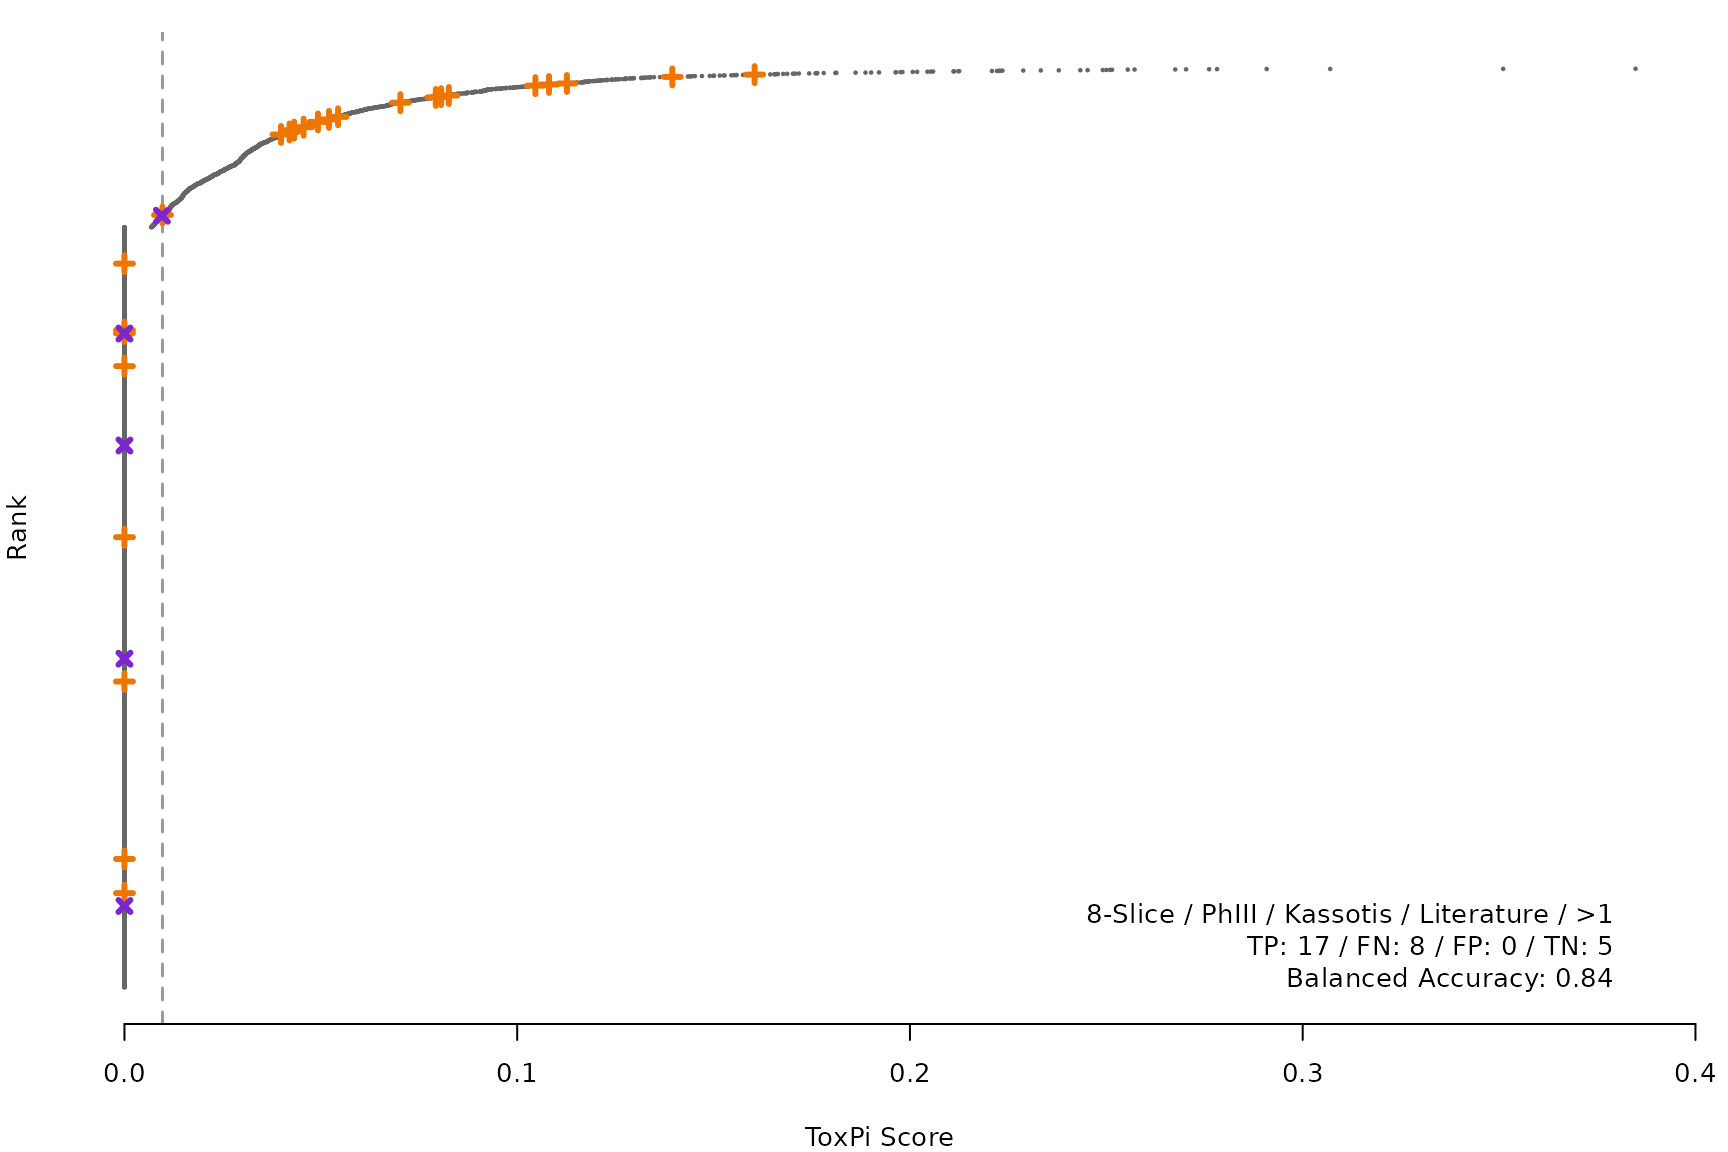 Rank
8-Slice / PhIII / Kassotis / Literature / >1
TP: 17 / FN: 8 / FP: 0 / TN: 5
Balanced Accuracy: 0.84
0.0 0.1 0.2 0.3 0.4
ToxPi Score